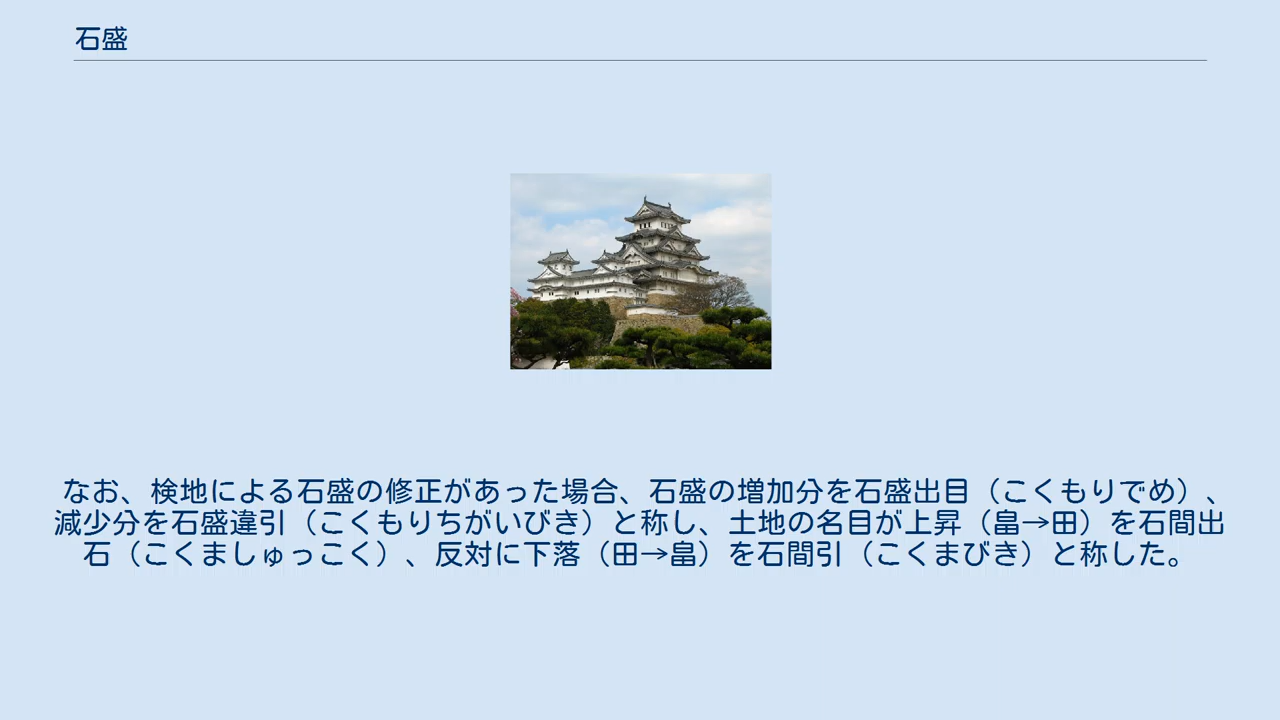 石盛
なお、検地による石盛の修正があった場合、石盛の増加分を石盛出目（こくもりでめ）、
減少分を石盛違引（こくもりちがいびき）と称し、土地の名目が上昇（畠→田）を石間出
石（こくましゅっこく）、反対に下落（田→畠）を石間引（こくまびき）と称した。